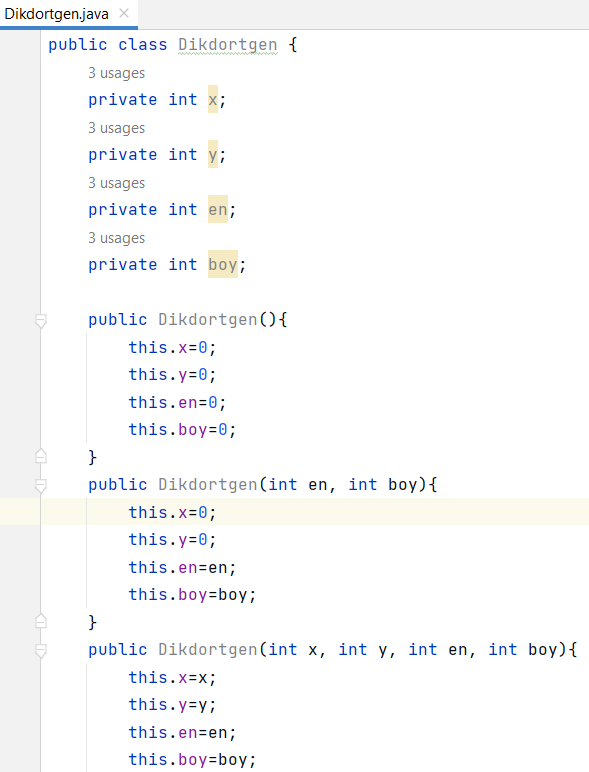 Dikdortgen.java
public class Dikdortgen {
3 usages
private int x;
3 usages
private int y;
3 usages
private int en;
3 usages
private int boy;
public Dikdortgen(){
this.x=0;
this.y=0;
this.en=0;
this.boy=0;
}
public Dikdortgen(int en, int boy){
this.x=0;
this.y=0;
this.en=en;
this.boy=boy;
}
public Dikdortgen(int x, int y, int en, int boy){
this.x=x;
this.y=y;
this.en=en;
this.boy=boy;